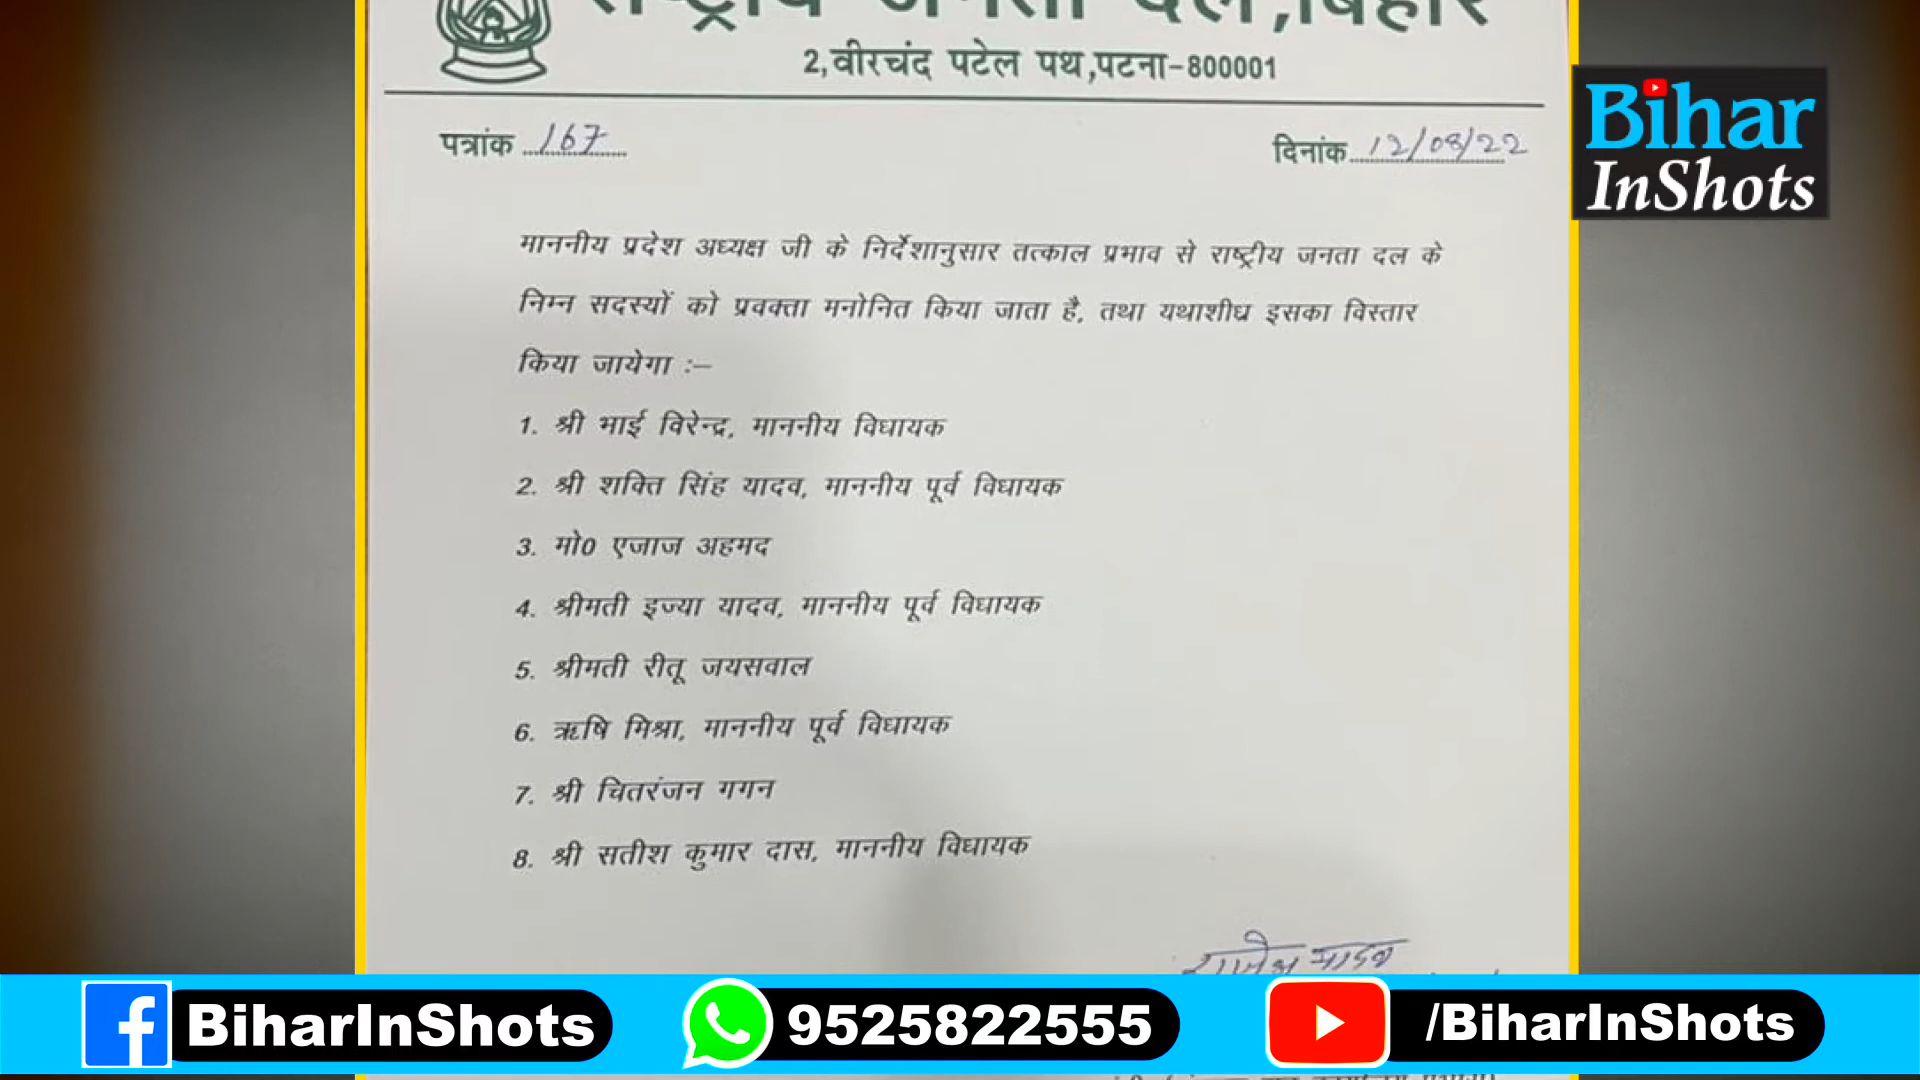 राष्ट्रीय जनता दल,बिहार
2,वीरचंद पटेल पथ,पटना-800001
पत्रांक 167
दिनांक 12/08/22
माननीय प्रदेश अध्यक्ष जी के निर्देशानुसार तत्काल प्रभाव से राष्ट्रीय जनता दल के
निम्न सदस्यों को प्रवक्ता मनोनित किया जाता है, तथा यथाशीघ्र इसका विस्तार
किया जायेगा :–
1. श्री भाई विरेन्द्र, माननीय विधायक
2. श्री शक्ति सिंह यादव, माननीय पूर्व विधायक
3. मो0 एजाज अहमद
4. श्रीमती इज्या यादव, माननीय पूर्व विधायक
5. श्रीमती रीतू जयसवाल
6. ऋषि मिश्रा, माननीय पूर्व विधायक
7. श्री चितरंजन गगन
8. श्री सतीश कुमार दास, माननीय विधायक
Bihar
InShots
BiharInShots
9525822555
/BiharInShots